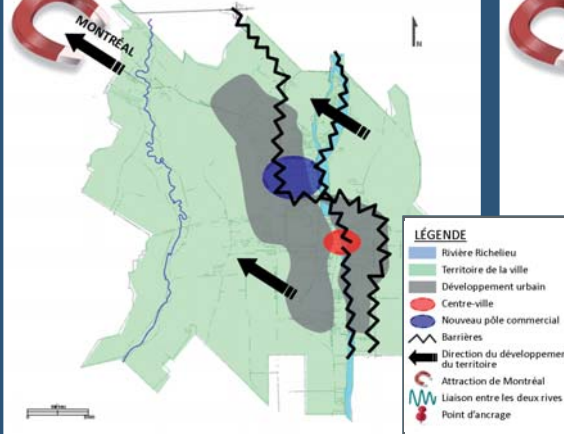 MONTRÉAL
N
LÉGENDE
Rivière Richelieu
Territoire de la ville
Développement urbain
Centre-ville
Nouveau pôle commercial
Barrières
Direction du développemen
du territoire
Attraction de Montréal
Liaison entre les deux rives
Point d'ancrage